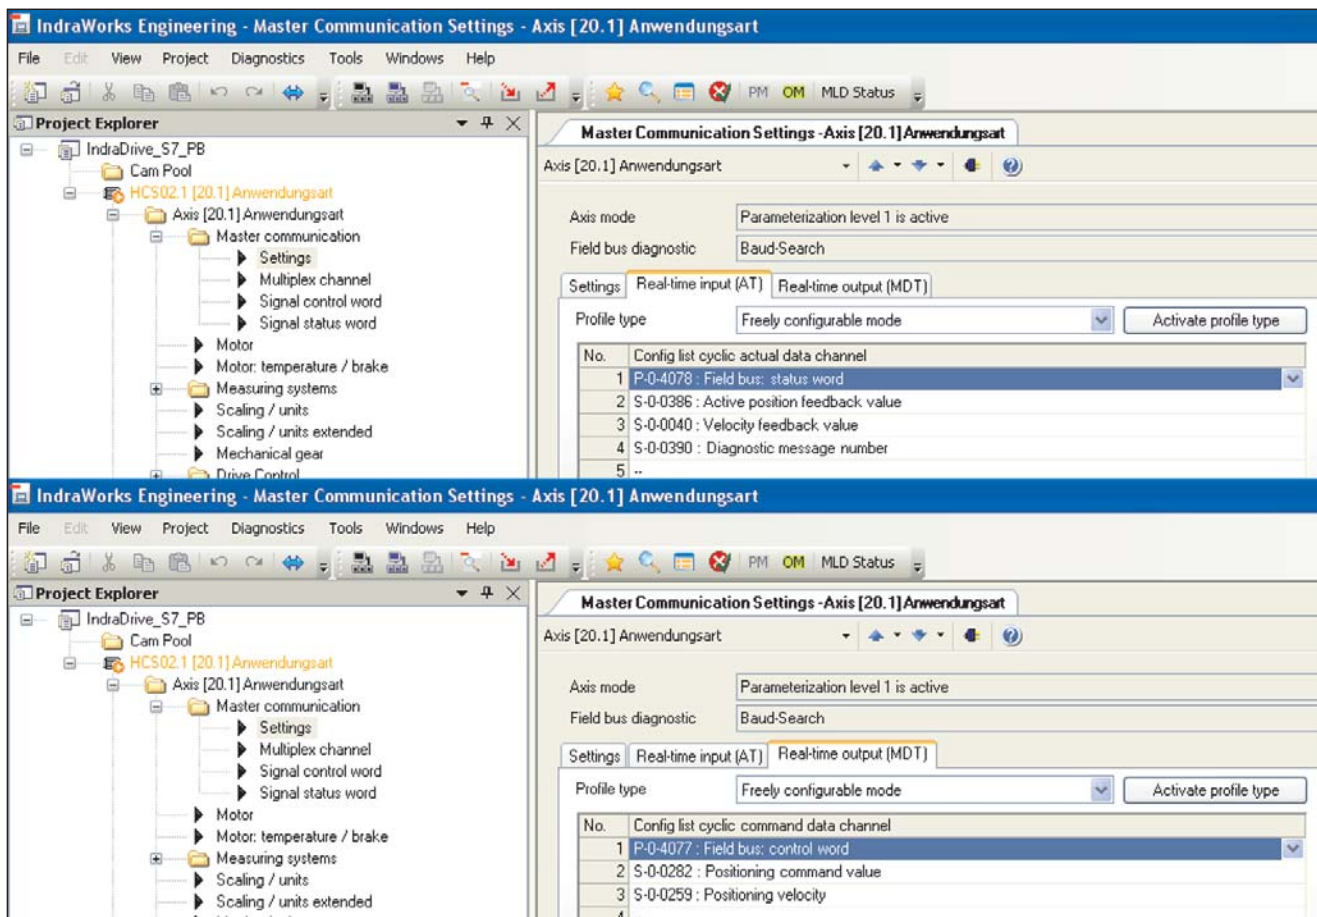 IndraWorks Engineering - Master Communication Settings - Axis [20.1] Anwendungsart
File Edit View Project Diagnostics Tools Windows Help
PM OM MLD Status
Project Explorer
IndraDrive_S7_PB
Cam Pool
HCS02.1 [20.1] Anwendungsart
Axis [20.1] Anwendungsart
Master communication
Settings
Multiplex channel
Signal control word
Signal status word
Motor
Motor: temperature / brake
Measuring systems
Scaling / units
Scaling / units extended
Mechanical gear
Drive Control
Master Communication Settings -Axis [20.1] Anwendungsart
Axis [20.1] Anwendungsart
Axis mode Parameterization level 1 is active
Field bus diagnostic Baud-Search
Settings Real-time input (AT) Real-time output (MDT)
Profile type Freely configurable mode Activate profile type
No. Config list cyclic actual data channel
1 P-0-4078 : Field bus: status word
2 S-0-0386 : Active position feedback value
3 S-0-0040 : Velocity feedback value
4 S-0-0390 : Diagnostic message number
5 --
IndraWorks Engineering - Master Communication Settings - Axis [20.1] Anwendungsart
File Edit View Project Diagnostics Tools Windows Help
PM OM MLD Status
Project Explorer
IndraDrive_S7_PB
Cam Pool
HCS02.1 [20.1] Anwendungsart
Axis [20.1] Anwendungsart
Master communication
Settings
Multiplex channel
Signal control word
Signal status word
Motor
Motor: temperature / brake
Measuring systems
Scaling / units
Scaling / units extended
Master Communication Settings -Axis [20.1] Anwendungsart
Axis [20.1] Anwendungsart
Axis mode Parameterization level 1 is active
Field bus diagnostic Baud-Search
Settings Real-time input (AT) Real-time output (MDT)
Profile type Freely configurable mode Activate profile type
No. Config list cyclic command data channel
1 P-0-4077 : Field bus: control word
2 S-0-0282 : Positioning command value
3 S-0-0259 : Positioning velocity